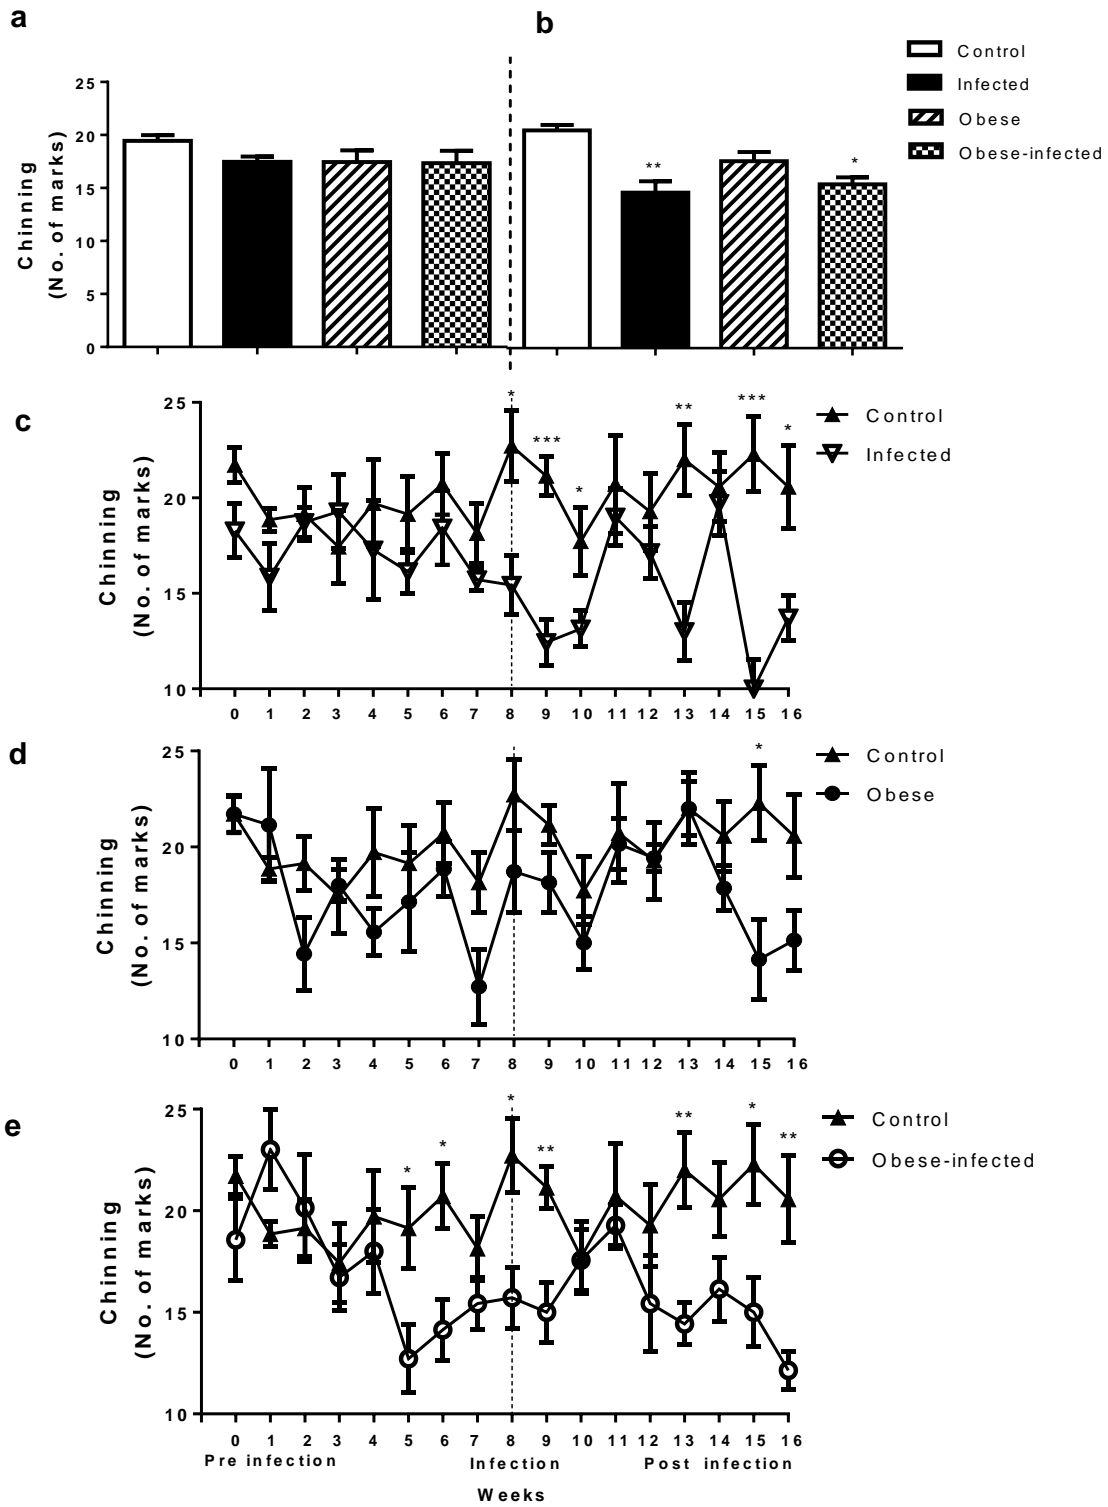 a
b
Control
Infected
Obese
Obese-infected
Chinning
(No. of marks)
25
20
15
10
5
0
**
*
c
Control
Infected
Chinning
(No. of marks)
25
20
15
10
* *** * ** *** *
0 1 2 3 4 5 6 7 8 9 10 11 12 13 14 15 16
d
Control
Obese
Chinning
(No. of marks)
25
20
15
10
*
0 1 2 3 4 5 6 7 8 9 10 11 12 13 14 15 16
e
Control
Obese-infected
Chinning
(No. of marks)
25
20
15
10
* * * ** ** * **
0 1 2 3 4 5 6 7 8 9 10 11 12 13 14 15 16
Pre infection Infection Post infection
Weeks